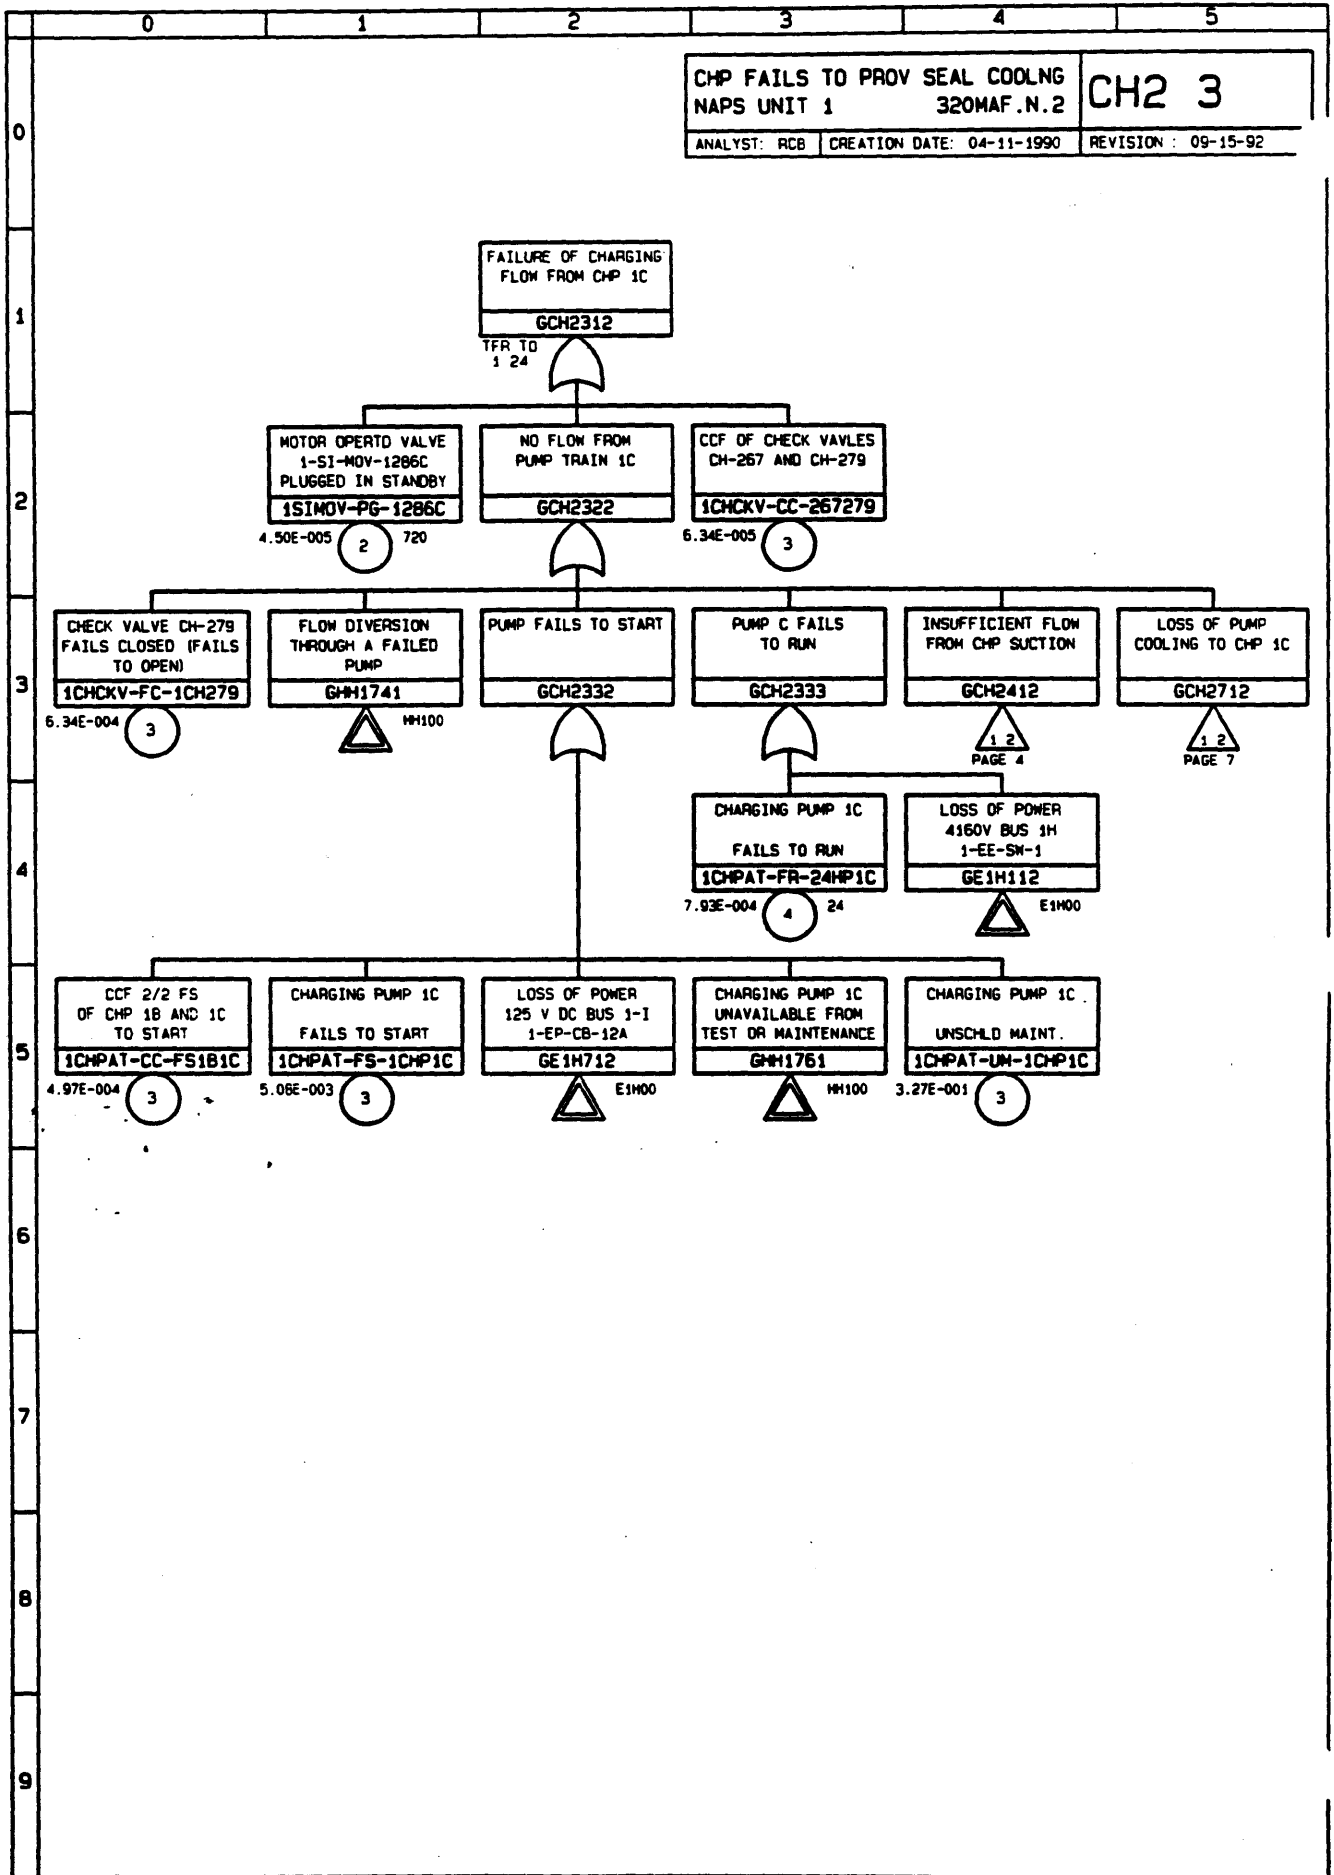 0 1 2 3 4 5
CHP FAILS TO PROV SEAL COOLNG
NAPS UNIT 1 320MAF.N.2
CH2 3
ANALYST: RCB CREATION DATE: 04-11-1990 REVISION : 09-15-92
0
FAILURE OF CHARGING
FLOW FROM CHP 1C
GCH2312
TFR TO
1 24
1
MOTOR OPERTD VALVE
1-SI-MOV-1286C
PLUGGED IN STANDBY
1SIMOV-PG-1286C
4.50E-005 2 720
NO FLOW FROM
PUMP TRAIN 1C
GCH2322
CCF OF CHECK VAVLES
CH-267 AND CH-279
1CHCKV-CC-267279
6.34E-005 3
2
CHECK VALVE CH-279
FAILS CLOSED (FAILS
TO OPEN)
1CHCKV-FC-1CH279
6.34E-004 3
FLOW DIVERSION
THROUGH A FAILED
PUMP
GHH1741
HH100
PUMP FAILS TO START
GCH2332
PUMP C FAILS
TO RUN
GCH2333
INSUFFICIENT FLOW
FROM CHP SUCTION
GCH2412
1 2
PAGE 4
LOSS OF PUMP
COOLING TO CHP 1C
GCH2712
1 2
PAGE 7
3
CHARGING PUMP 1C
FAILS TO RUN
1CHPAT-FR-24HP1C
7.93E-004 4 24
LOSS OF POWER
4160V BUS 1H
1-EE-SW-1
GE1H112
E1H00
4
CCF 2/2 FS
OF CHP 1B AND 1C
TO START
1CHPAT-CC-FS1B1C
4.97E-004 3
CHARGING PUMP 1C
FAILS TO START
1CHPAT-FS-1CHP1C
5.06E-003 3
LOSS OF POWER
125 V DC BUS 1-I
1-EP-CB-12A
GE1H712
E1H00
CHARGING PUMP 1C
UNAVAILABLE FROM
TEST OR MAINTENANCE
GHH1761
HH100
CHARGING PUMP 1C
UNSCHLD MAINT.
1CHPAT-UM-1CHP1C
3.27E-001 3
5
6
7
8
9